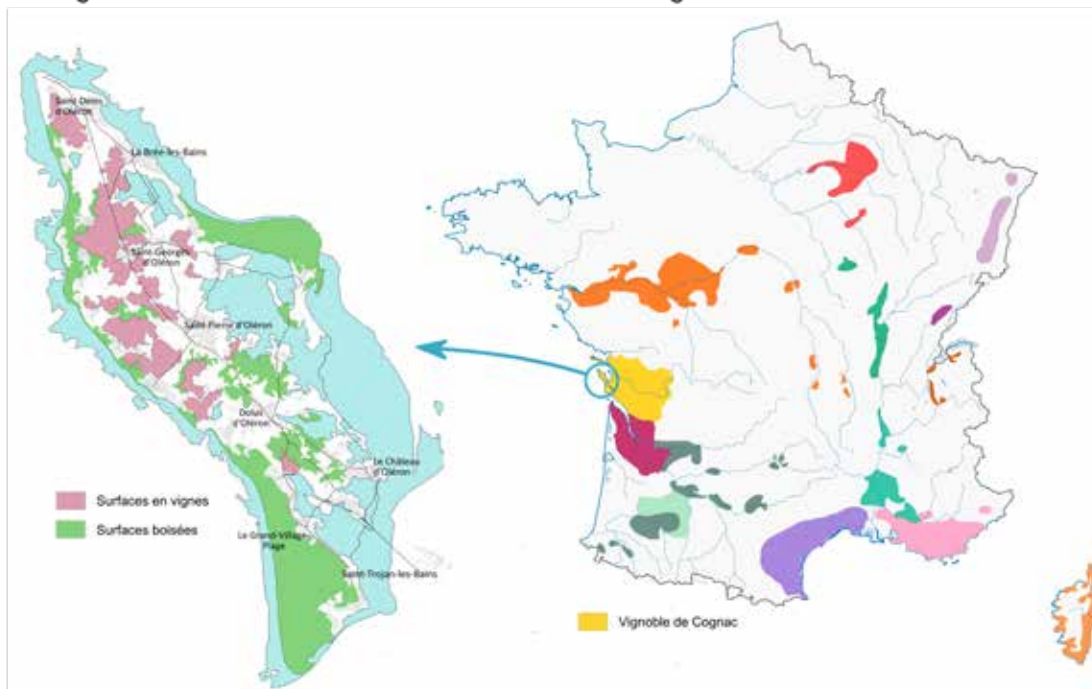 Saint-Denis
d'Oléron
La Brée-les-Bains
Saint-Georges
d'Oléron
Saint-Pierre d'Oléron
Dolus
d'Oléron
Le Château
d'Oléron
Surfaces en vignes
Surfaces boisées
Le Grand-Village-
Plage
Saint-Trojan-les-Bains
Vignoble de Cognac